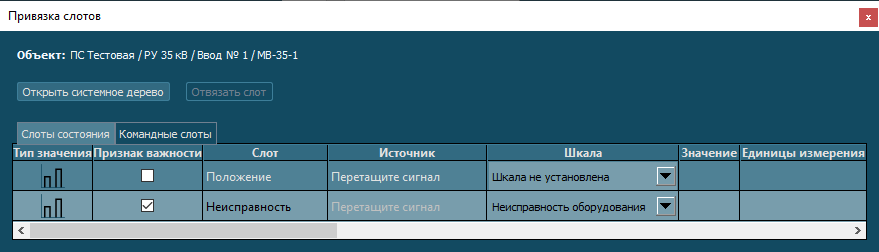 Привязка слотов
x
Объект: ПС Тестовая / РУ 35 кВ / Ввод № 1 / МВ-35-1
Открыть системное дерево Отвязать слот
Слоты состояния Командные слоты
Тип значения Признак важности Слот Источник Шкала Значение Единицы измерения
Положение Перетащите сигнал Шкала не установлена
Неисправность Перетащите сигнал Неисправность оборудования